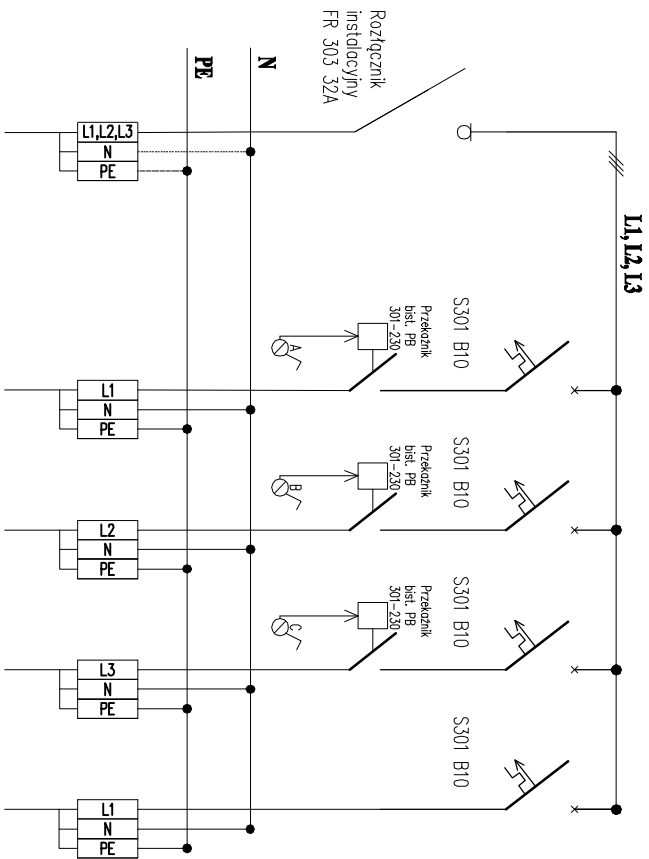 Rozłącznik
instalacyjny
FR 303 32A
N
PE
L1, L2, L3
L1,L2,L3
N
PE
S301 B10
Przekaźnik
bist. PB
301-230
A
L1
N
PE
S301 B10
Przekaźnik
bist. PB
301-230
B
L2
N
PE
S301 B10
Przekaźnik
bist. PB
301-230
C
L3
N
PE
S301 B10
L1
N
PE